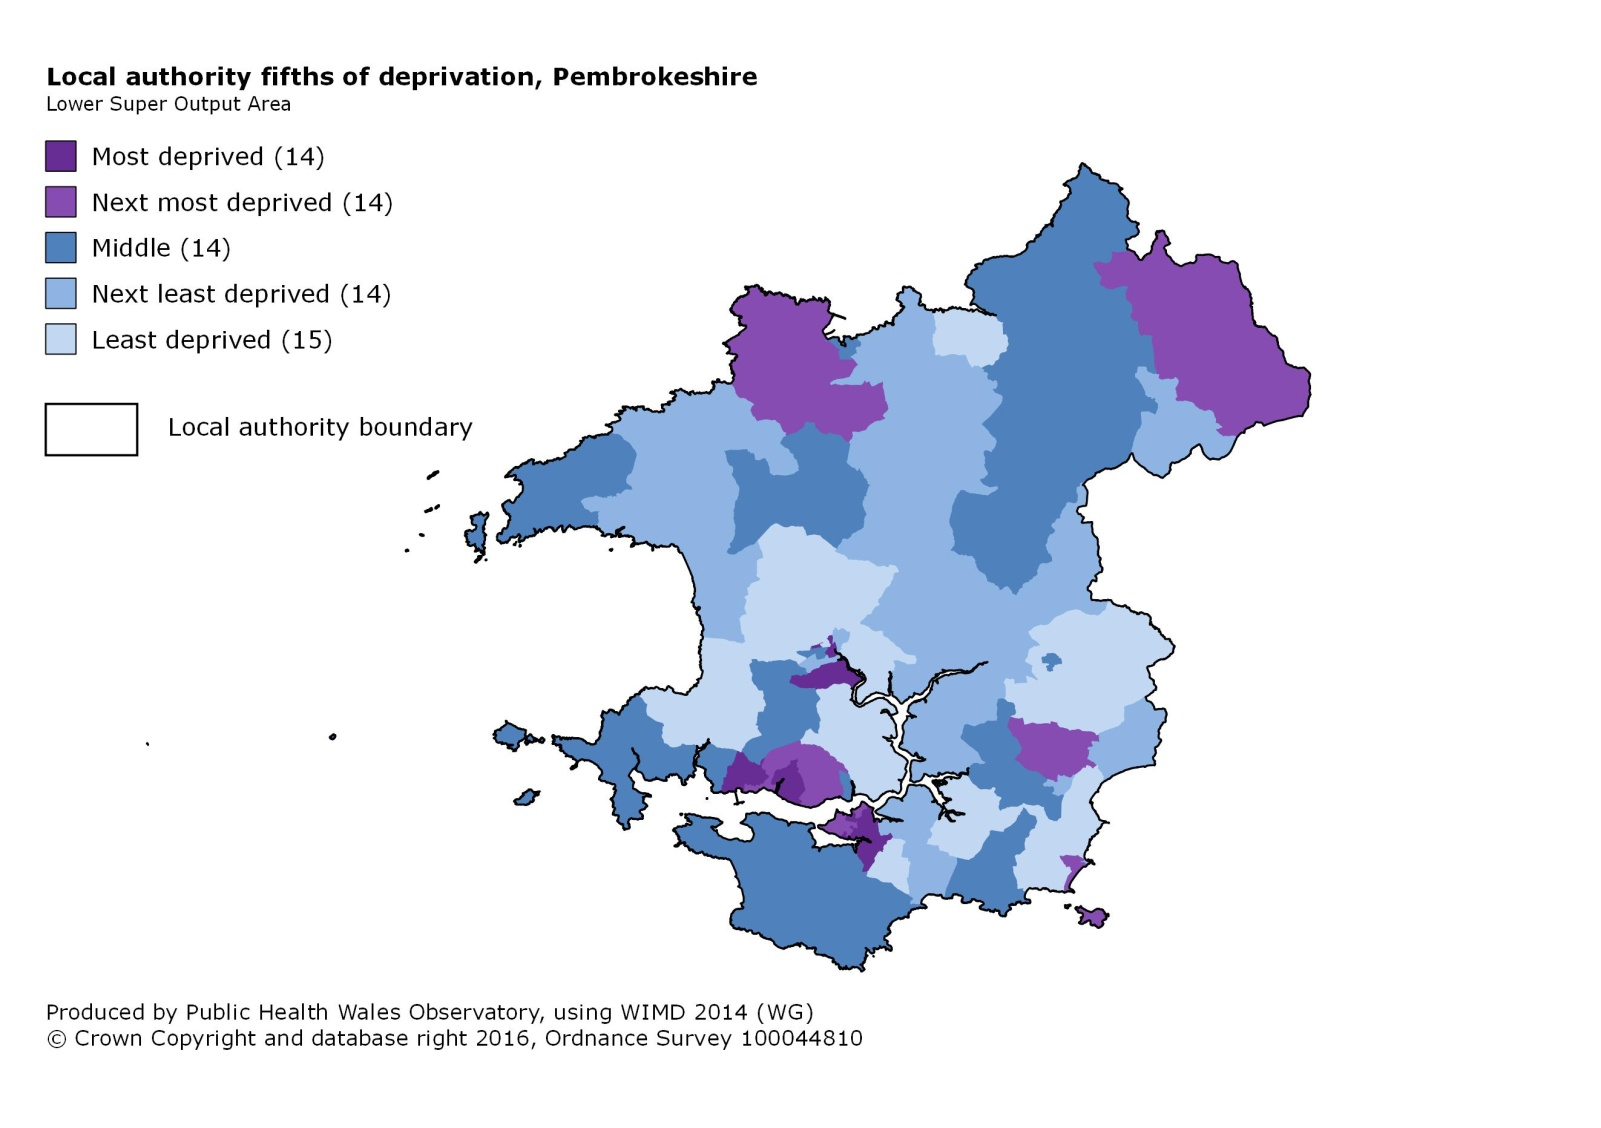 Local authority fifths of deprivation, Pembrokeshire
Lower Super Output Area
Most deprived (14)
Next most deprived (14)
Middle (14)
Next least deprived (14)
Least deprived (15)
Local authority boundary
Produced by Public Health Wales Observatory, using WIMD 2014 (WG)
© Crown Copyright and database right 2016, Ordnance Survey 100044810